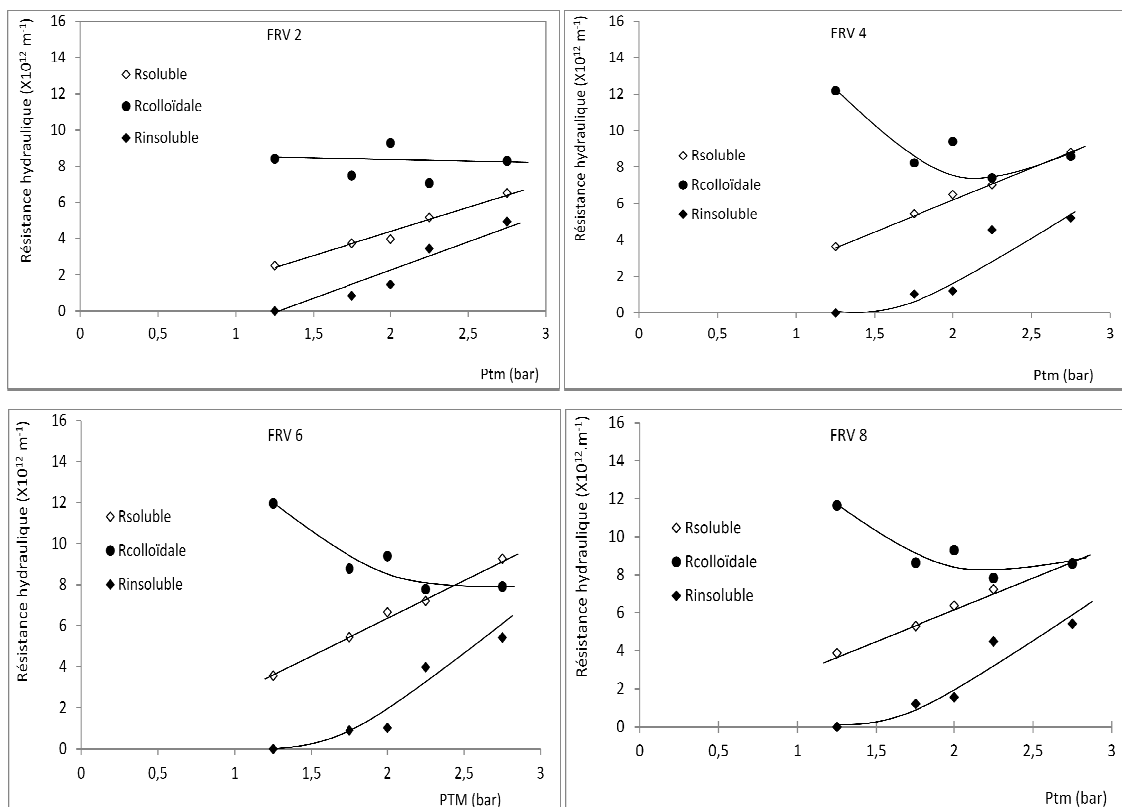 FRV 2
Résistance hydraulique (X10¹² m⁻¹)
16
14
12
10
8
6
4
2
0
Rsoluble
Rcolloïdale
Rinsoluble
0
0,5
1
1,5
2
2,5
3
Ptm (bar)
FRV 4
Résistance hydraulique (X10¹² m⁻¹)
16
14
12
10
8
6
4
2
0
Rsoluble
Rcolloïdale
Rinsoluble
0
0,5
1
1,5
2
2,5
3
Ptm (bar)
FRV 6
Résistance hydraulique (X10¹² m⁻¹)
16
14
12
10
8
6
4
2
0
Rsoluble
Rcolloïdale
Rinsoluble
0
0,5
1
1,5
2
2,5
3
PTM (bar)
FRV 8
Résistance hydraulique (X10¹².m⁻¹)
16
14
12
10
8
6
4
2
0
Rsoluble
Rcolloïdale
Rinsoluble
0
0,5
1
1,5
2
2,5
3
Ptm (bar)